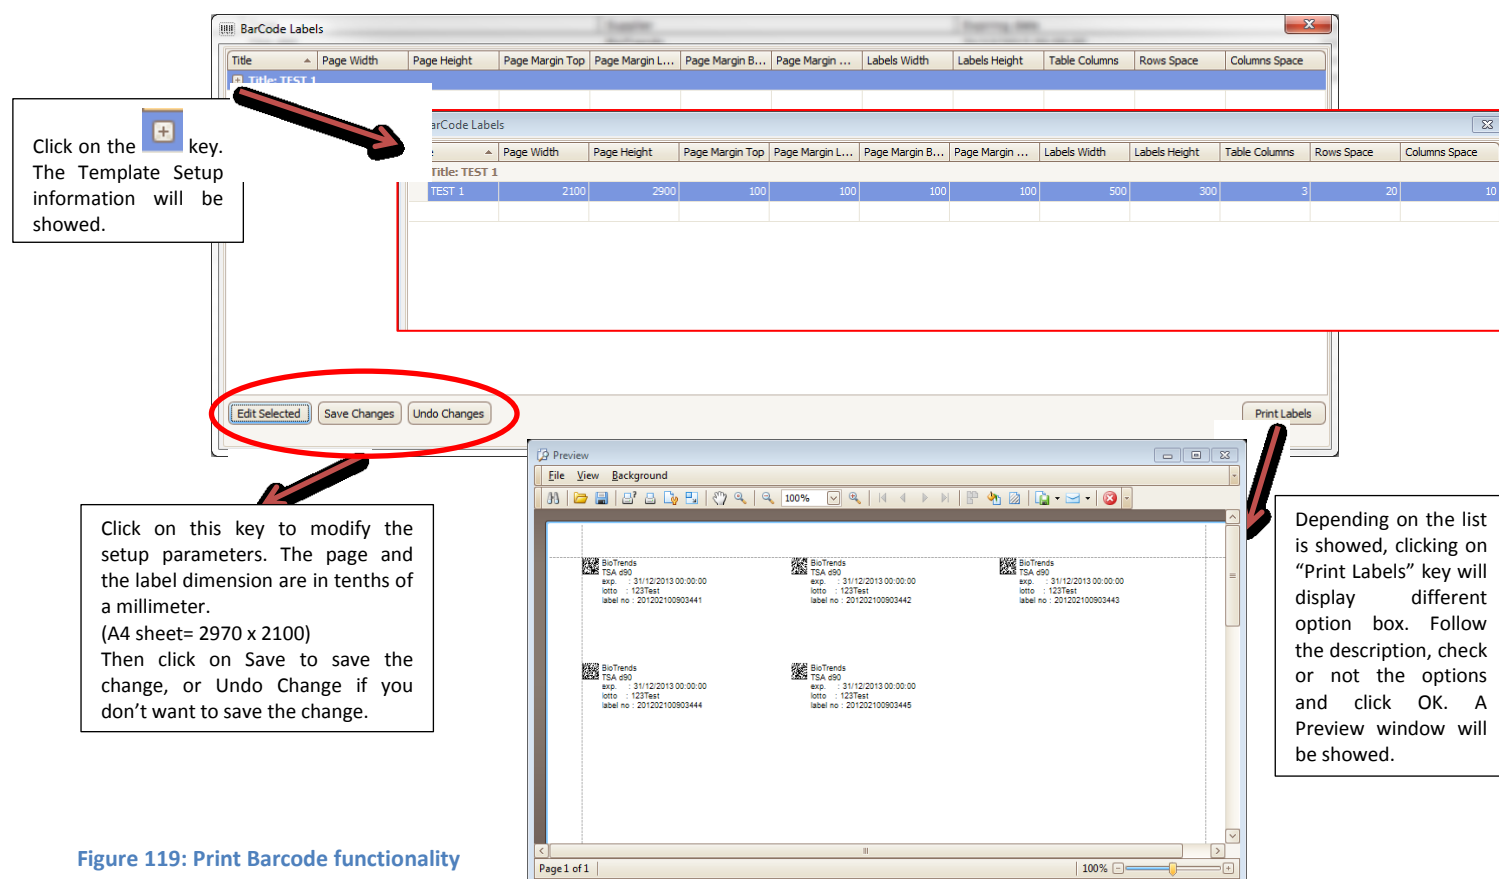 BarCode Labels
Title Page Width Page Height Page Margin Top Page Margin L... Page Margin B... Page Margin ... Labels Width Labels Height Table Columns Rows Space Columns Space
Title: TEST 1
Click on the key.
The Template Setup
information will be
showed.
arCode Labels
Page Width Page Height Page Margin Top Page Margin L... Page Margin B... Page Margin ... Labels Width Labels Height Table Columns Rows Space Columns Space
Title: TEST 1
TEST 1 2100 2900 100 100 100 100 500 300 3 20 10
Edit Selected Save Changes Undo Changes Print Labels
Click on this key to modify the
setup parameters. The page and
the label dimension are in tenths of
a millimeter.
(A4 sheet= 2970 x 2100)
Then click on Save to save the
change, or Undo Change if you
don't want to save the change.
Preview
File View Background
100%
BioTrends
TSA d90
exp. : 31/12/2013 00:00:00
lotto : 123Test
label no : 201202100903441
BioTrends
TSA d90
exp. : 31/12/2013 00:00:00
lotto : 123Test
label no : 201202100903442
BioTrends
TSA d90
exp. : 31/12/2013 00:00:00
lotto : 123Test
label no : 201202100903443
BioTrends
TSA d90
exp. : 31/12/2013 00:00:00
lotto : 123Test
label no : 201202100903444
BioTrends
TSA d90
exp. : 31/12/2013 00:00:00
lotto : 123Test
label no : 201202100903445
Page 1 of 1 100%
Depending on the list
is showed, clicking on
“Print Labels” key will
display different
option box. Follow
the description, check
or not the options
and click OK. A
Preview window will
be showed.
Figure 119: Print Barcode functionality